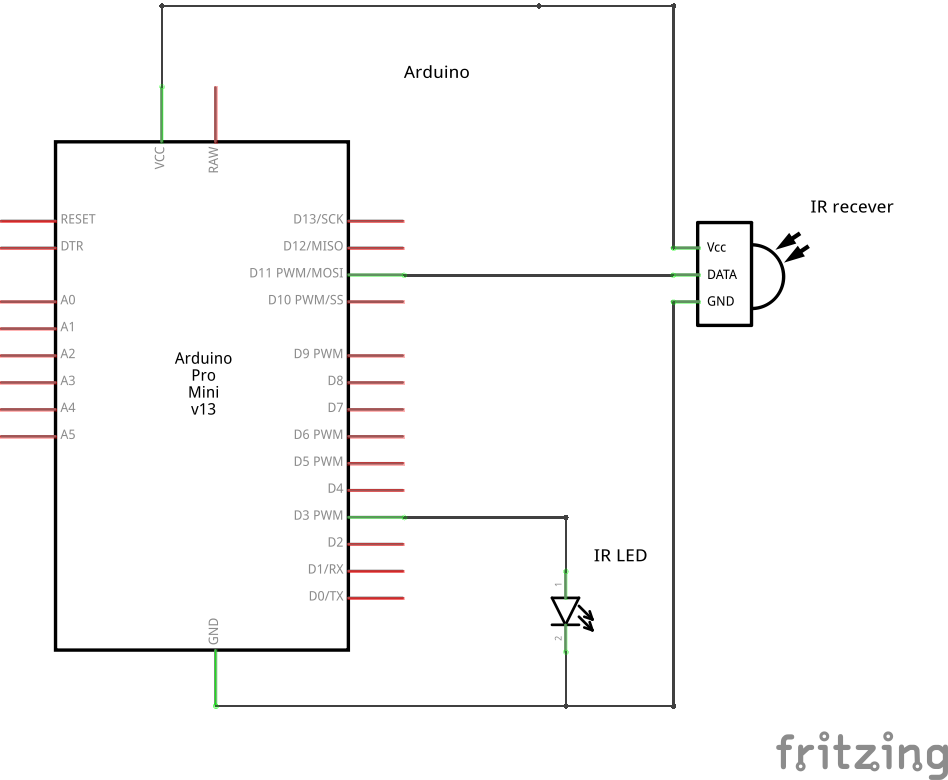 Arduino
VCC
RAW
IR recever
RESET
D13/SCK
DTR
D12/MISO
Vcc
D11 PWM/MOSI
DATA
A0
D10 PWM/SS
GND
A1
A2
D9 PWM
Arduino
Pro
Mini
v13
A3
D8
A4
D7
A5
D6 PWM
D5 PWM
D4
D3 PWM
D2
IR LED
D1/RX
1
D0/TX
GND
2
fritzing